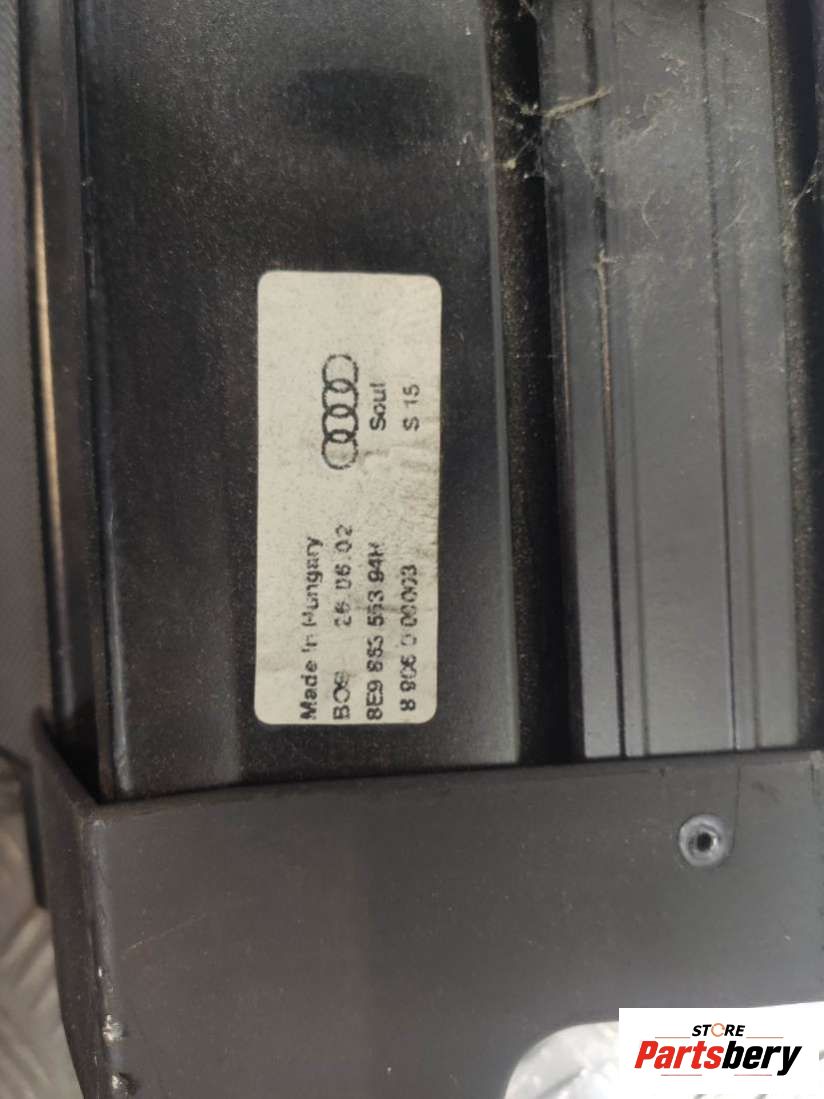 Made in Hungary
BOS 26.06.02
8E9 863 553 94H Soul
8 906 0 00003 S 15
STORE
Partsbery